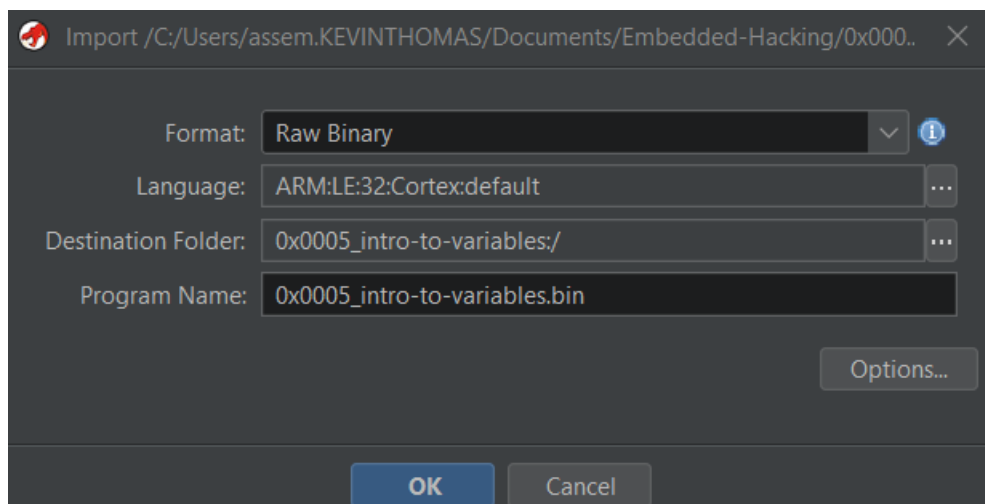 Import /C:/Users/assem.KEVINTHOMAS/Documents/Embedded-Hacking/0x000..
Format: Raw Binary
Language: ARM:LE:32:Cortex:default ...
Destination Folder: 0x0005_intro-to-variables:/ ...
Program Name: 0x0005_intro-to-variables.bin
Options...
OK Cancel